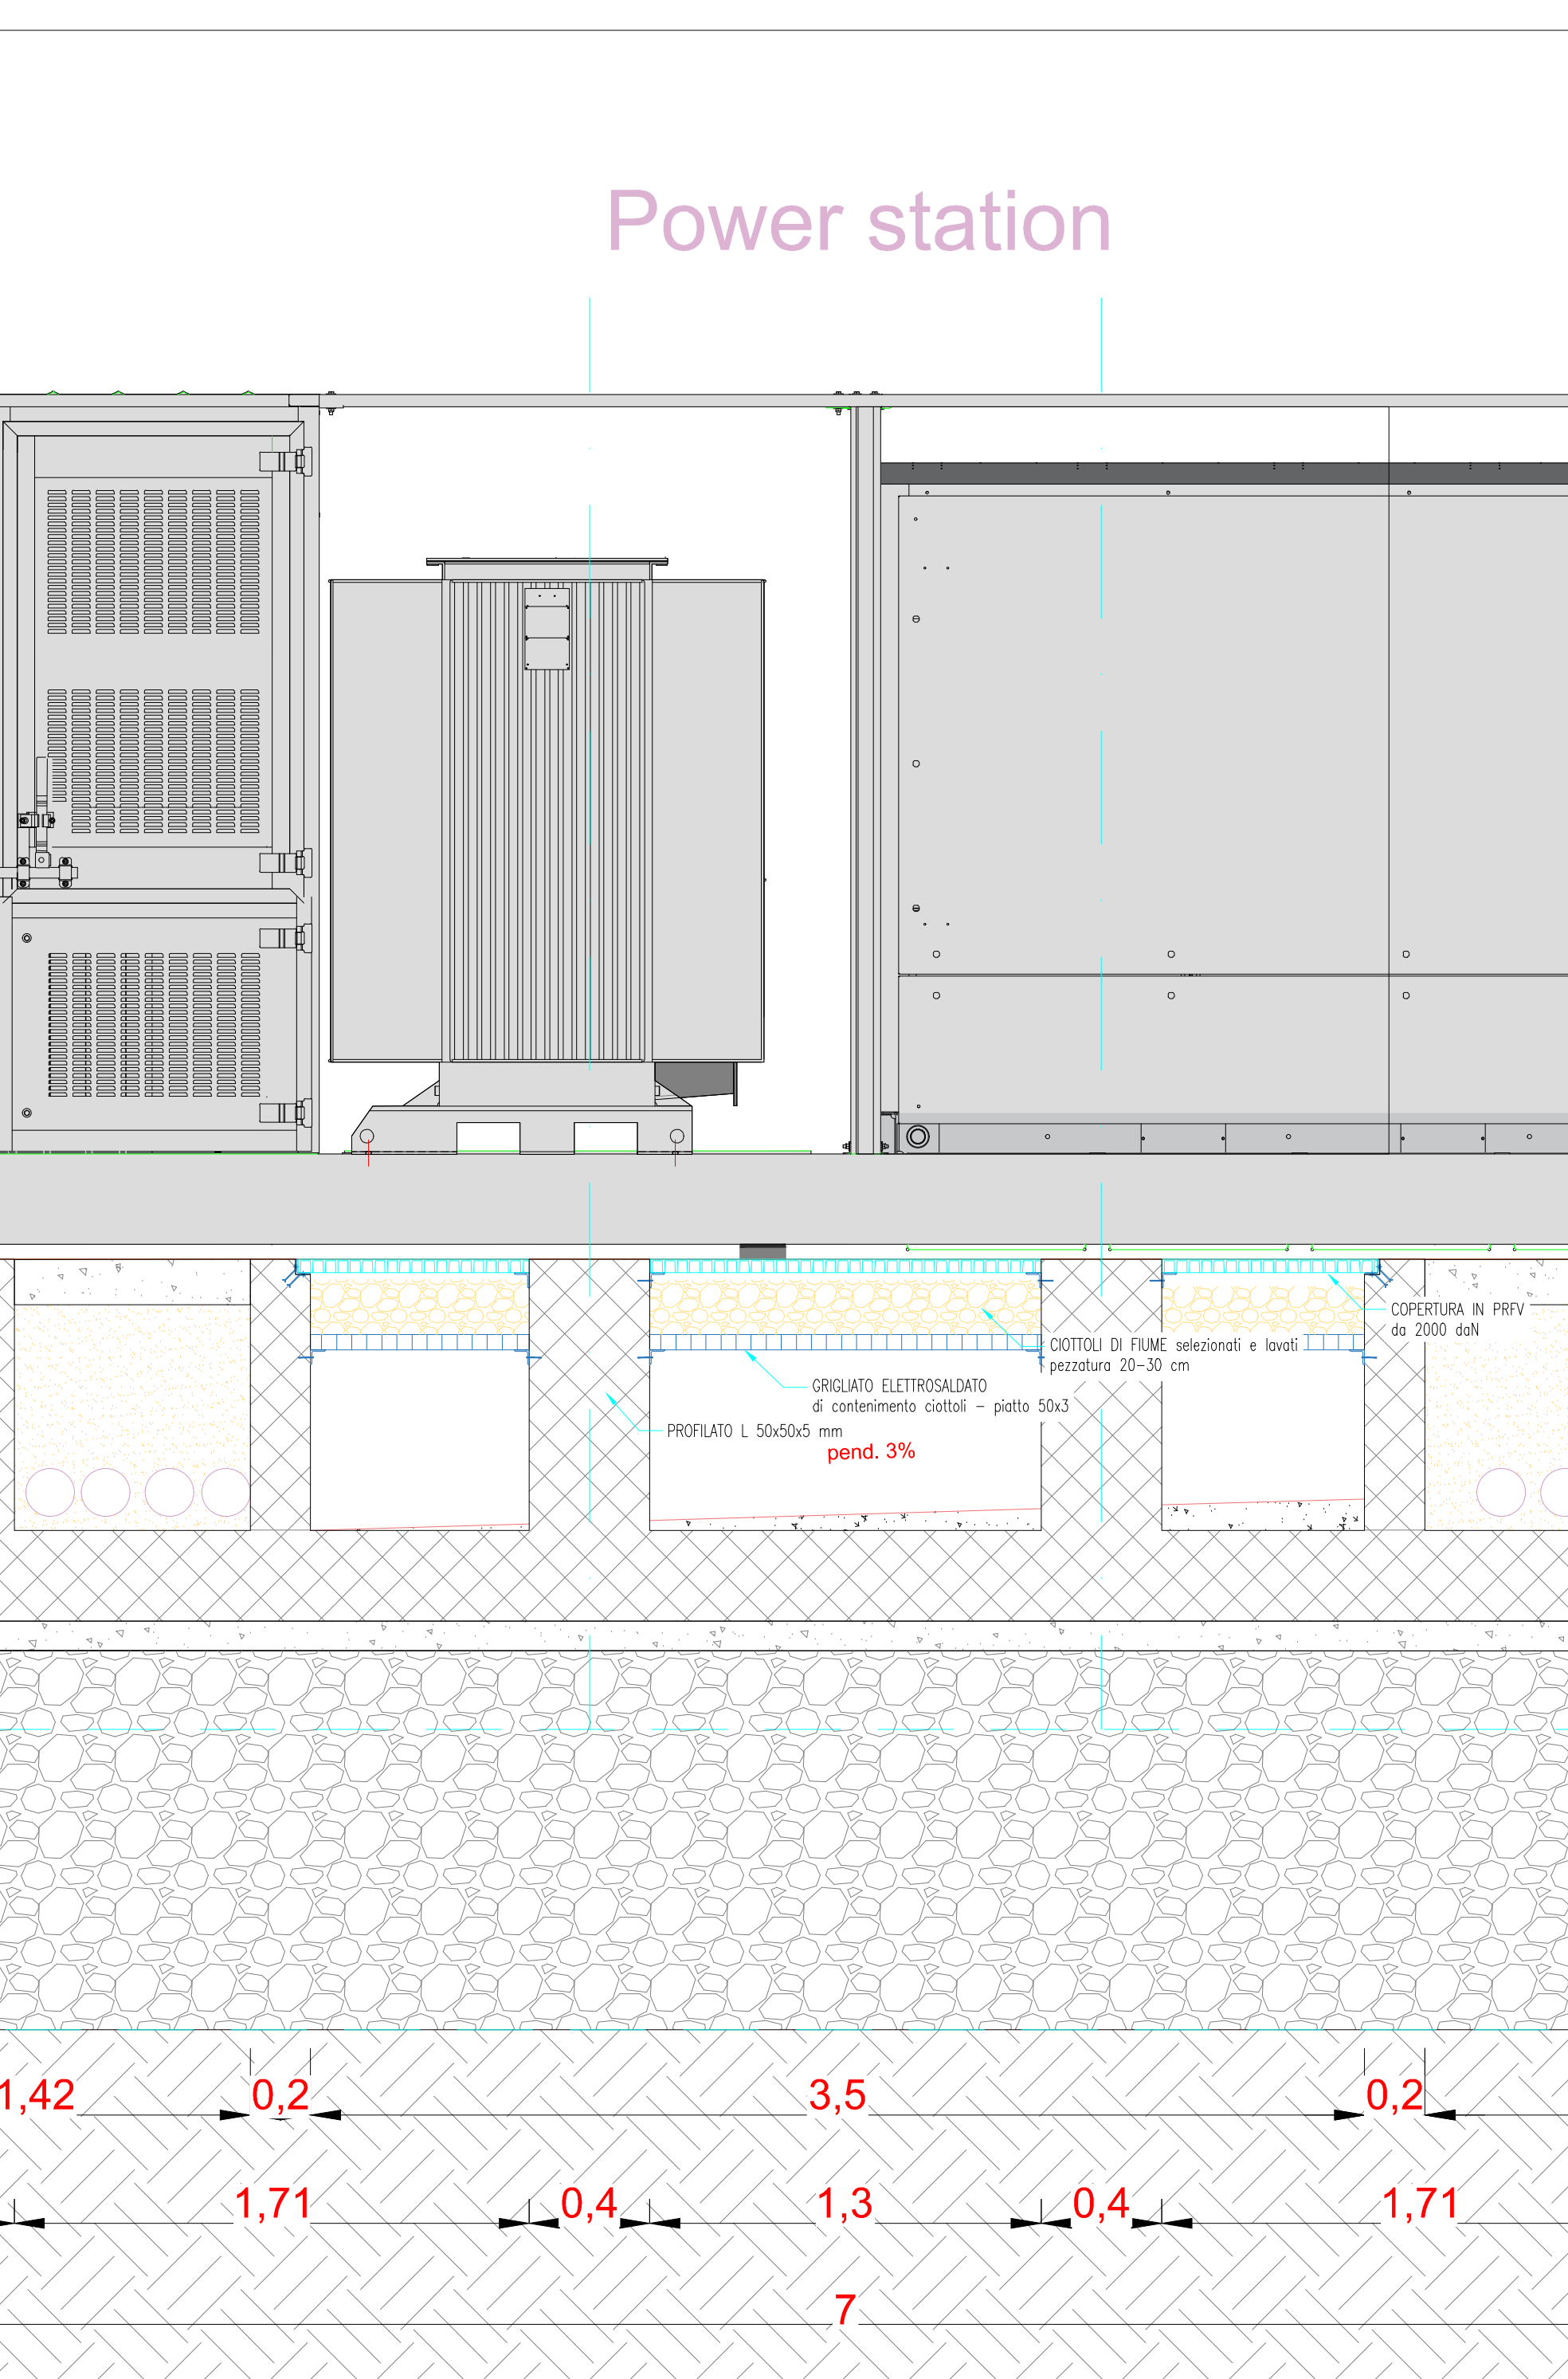 Power station
COPERTURA IN PRFV
da 2000 daN
CIOTTOLI DI FIUME selezionati e lavati
pezzatura 20-30 cm
GRIGLIATO ELETTROSALDATO
di contenimento ciottoli - piatto 50x3
PROFILATO L 50x50x5 mm
pend. 3%
1,42 0,2 3,5 0,2
1,71 0,4 1,3 0,4 1,71
7